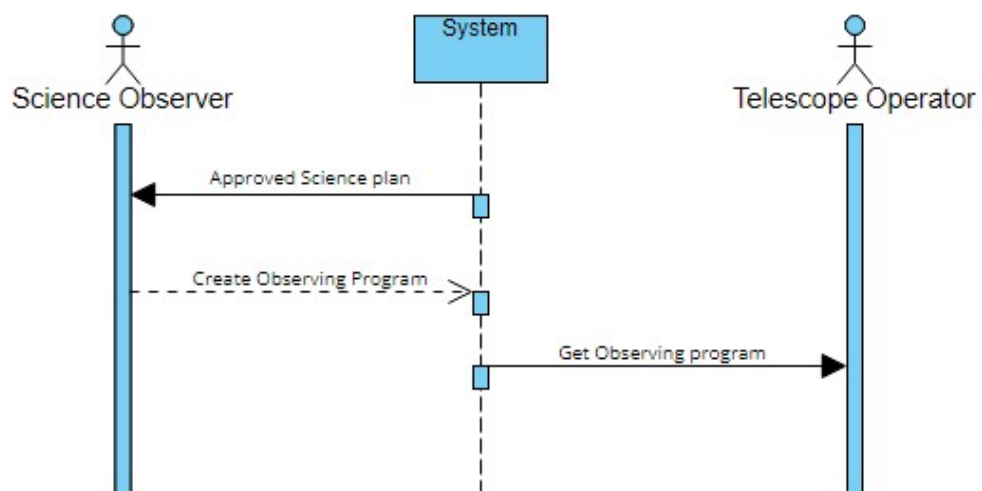 System
Science Observer
Telescope Operator
Approved Science plan
Create Observing Program
Get Observing program